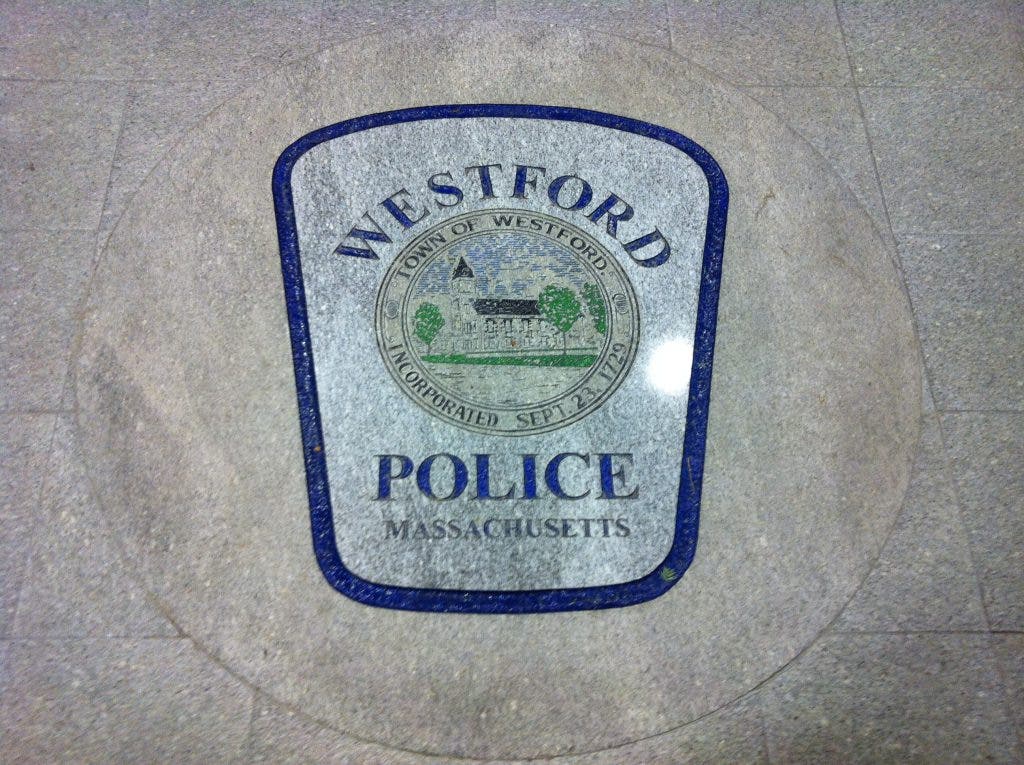 WESTFORD
TOWN OF WESTFORD.
INCORPORATED SEPT. 23, 1729
POLICE
MASSACHUSETTS